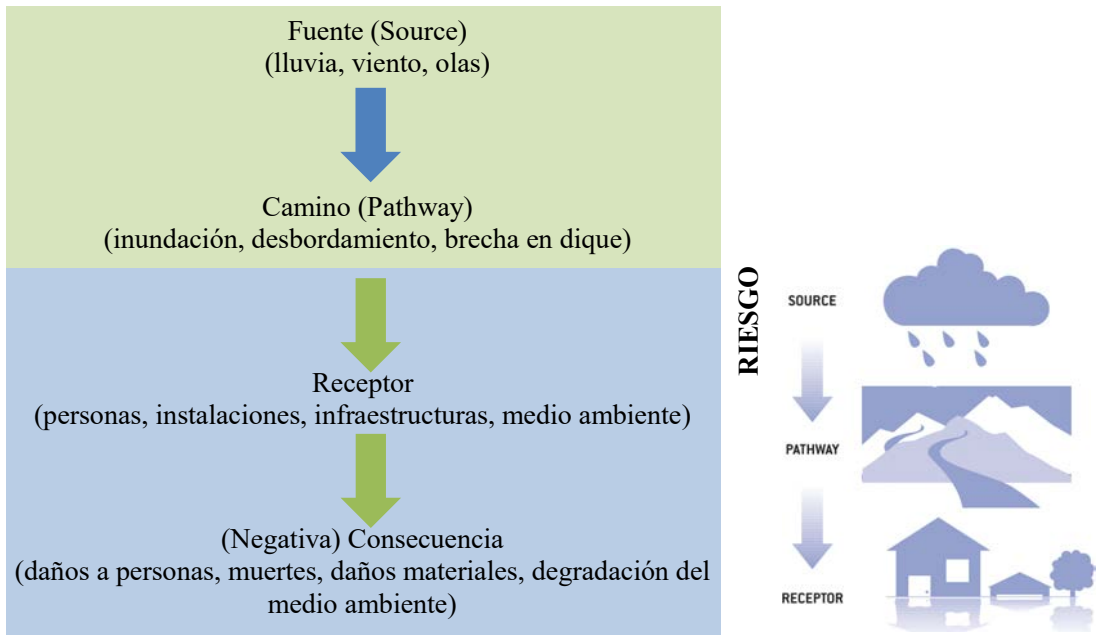 Fuente (Source)
(lluvia, viento, olas)
Camino (Pathway)
(inundación, desbordamiento, brecha en dique)
Receptor
(personas, instalaciones, infraestructuras, medio ambiente)
(Negativa) Consecuencia
(daños a personas, muertes, daños materiales, degradación del
medio ambiente)
RIESGO
SOURCE
PATHWAY
RECEPTOR